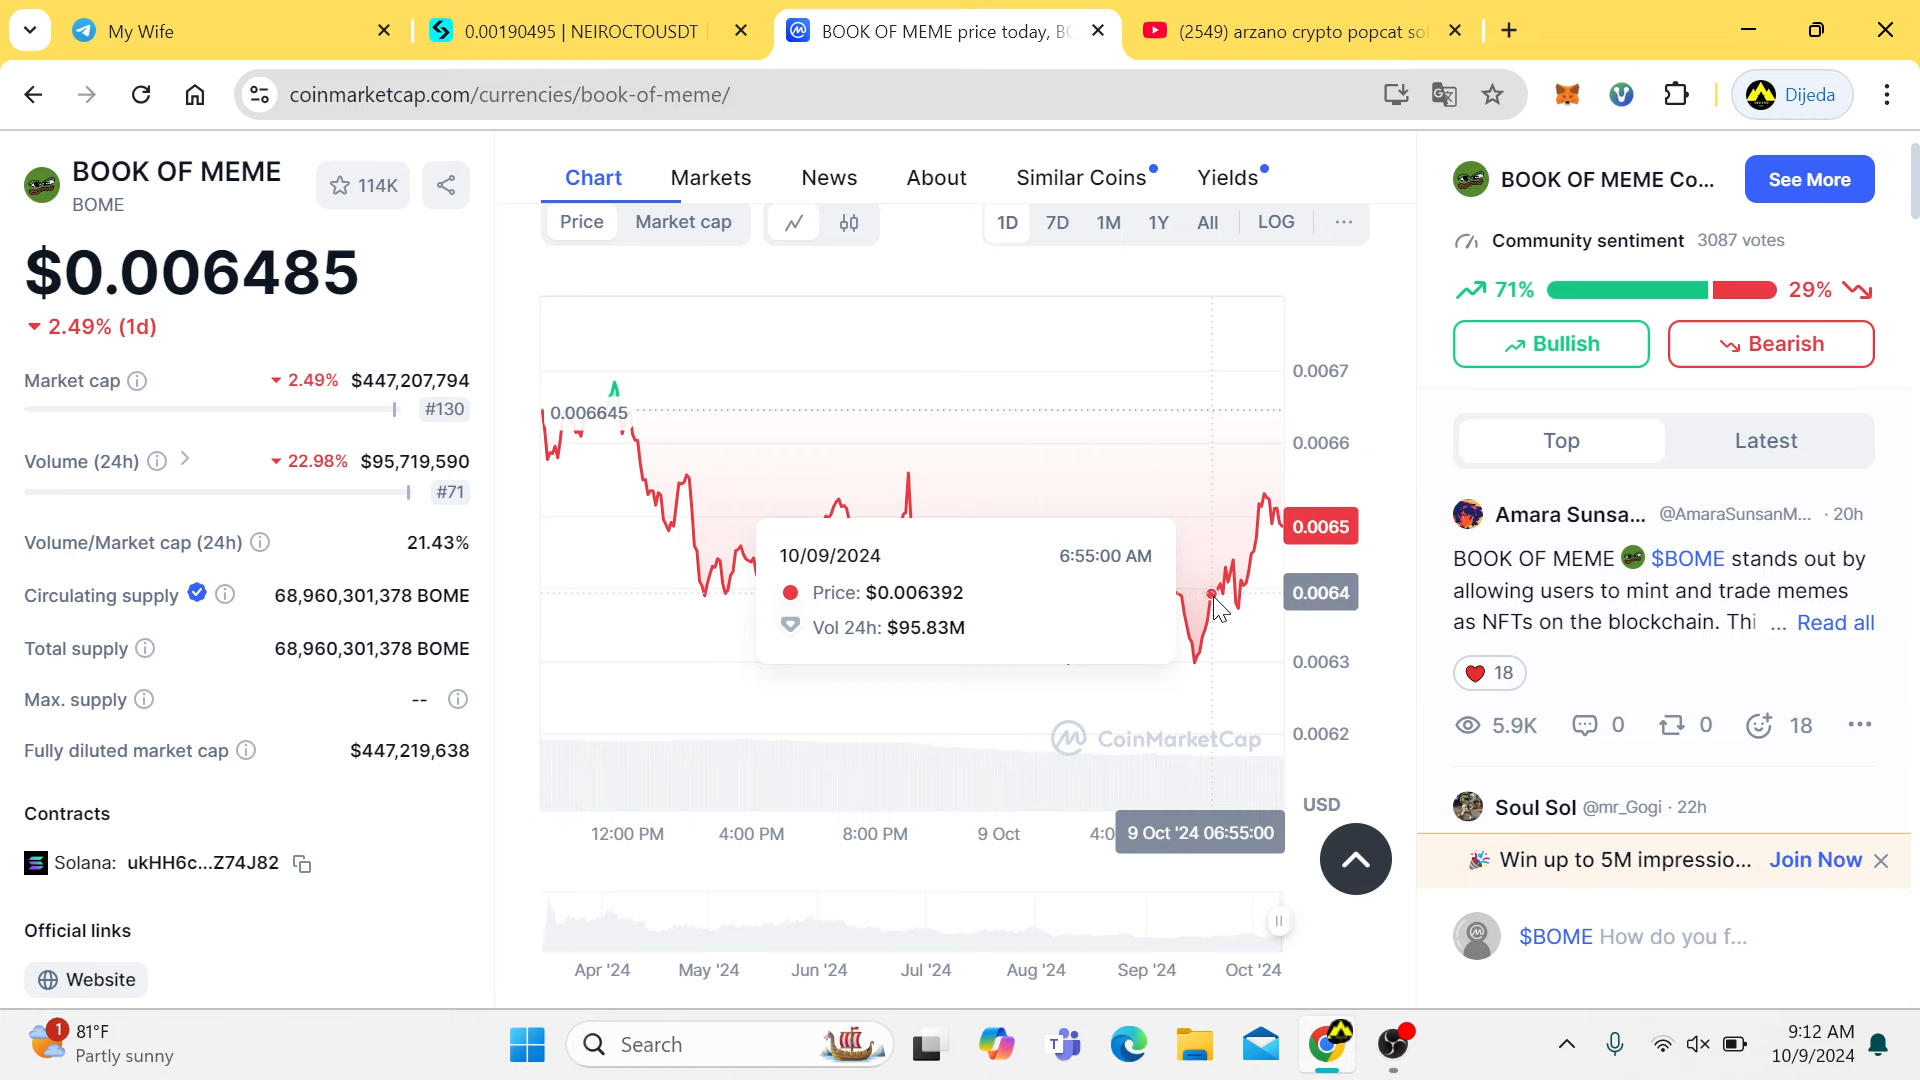 My Wife
0.00190495 | NEIROCTOUSDT
BOOK OF MEME price today, BO
(2549) arzano crypto popcat sol
coinmarketcap.com/currencies/book-of-meme/
Dijeda
BOOK OF MEME
BOME
114K
$0.006485
2.49% (1d)
Market cap
2.49% $447,207,794
#130
Volume (24h)
22.98% $95,719,590
#71
Volume/Market cap (24h)
21.43%
Circulating supply
68,960,301,378 BOME
Total supply
68,960,301,378 BOME
Max. supply
--
Fully diluted market cap
$447,219,638
Contracts
Solana: ukHH6c...Z74J82
Official links
Website
Chart Markets News About Similar Coins Yields
Price Market cap
1D 7D 1M 1Y All LOG ...
0.006645
0.0067
0.0066
0.0065
0.0064
0.0063
0.0062
10/09/2024 6:55:00 AM
Price: $0.006392
Vol 24h: $95.83M
CoinMarketCap
USD
12:00 PM 4:00 PM 8:00 PM 9 Oct 4:0
9 Oct '24 06:55:00
Apr '24 May '24 Jun '24 Jul '24 Aug '24 Sep '24 Oct '24
BOOK OF MEME Co...
See More
Community sentiment 3087 votes
71% 29%
Bullish
Bearish
Top Latest
Amara Sunsa... @AmaraSunsanM... · 20h
BOOK OF MEME $BOME stands out by
allowing users to mint and trade memes
as NFTs on the blockchain. Thi ... Read all
18
5.9K 0 0 18
Soul Sol @mr_Gogi · 22h
Win up to 5M impressio... Join Now
$BOME How do you f...
1
81°F
Partly sunny
Search
9:12 AM
10/9/2024